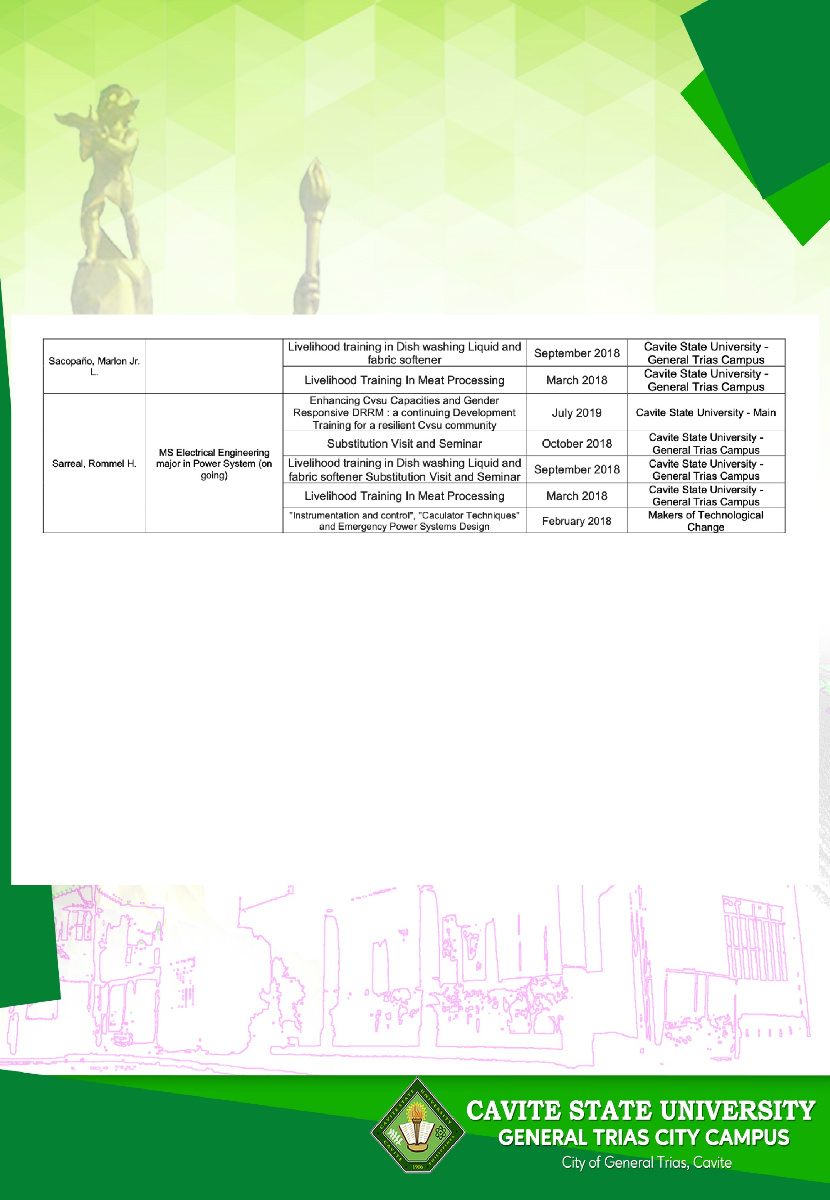 Sacopaño, Marlon Jr.
L.
Livelihood training in Dish washing Liquid and
fabric softener
September 2018
Cavite State University -
General Trias Campus
Livelihood Training In Meat Processing
March 2018
Cavite State University -
General Trias Campus
Sarreal, Rommel H.
MS Electrical Engineering
major in Power System (on
going)
Enhancing Cvsu Capacities and Gender
Responsive DRRM : a continuing Development
Training for a resilient Cvsu community
July 2019
Cavite State University - Main
Substitution Visit and Seminar
October 2018
Cavite State University -
General Trias Campus
Livelihood training in Dish washing Liquid and
fabric softener Substitution Visit and Seminar
September 2018
Cavite State University -
General Trias Campus
Livelihood Training In Meat Processing
March 2018
Cavite State University -
General Trias Campus
"Instrumentation and control", "Caculator Techniques"
and Emergency Power Systems Design
February 2018
Makers of Technological
Change
CAVITE STATE UNIVERSITY
GENERAL TRIAS CITY CAMPUS
City of General Trias, Cavite
1906